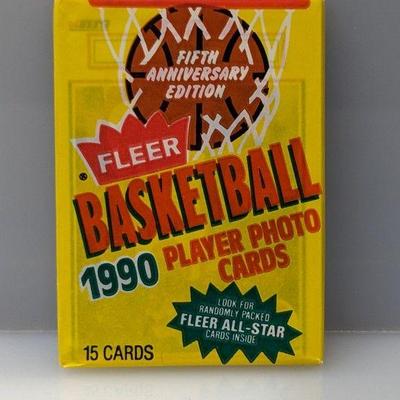 FIFTH
ANNIVERSARY
EDITION
FLEER
®
BASKETBALL
1990 PLAYER PHOTO
CARDS
LOOK FOR
RANDOMLY PACKED
FLEER ALL-STAR
CARDS INSIDE
15 CARDS